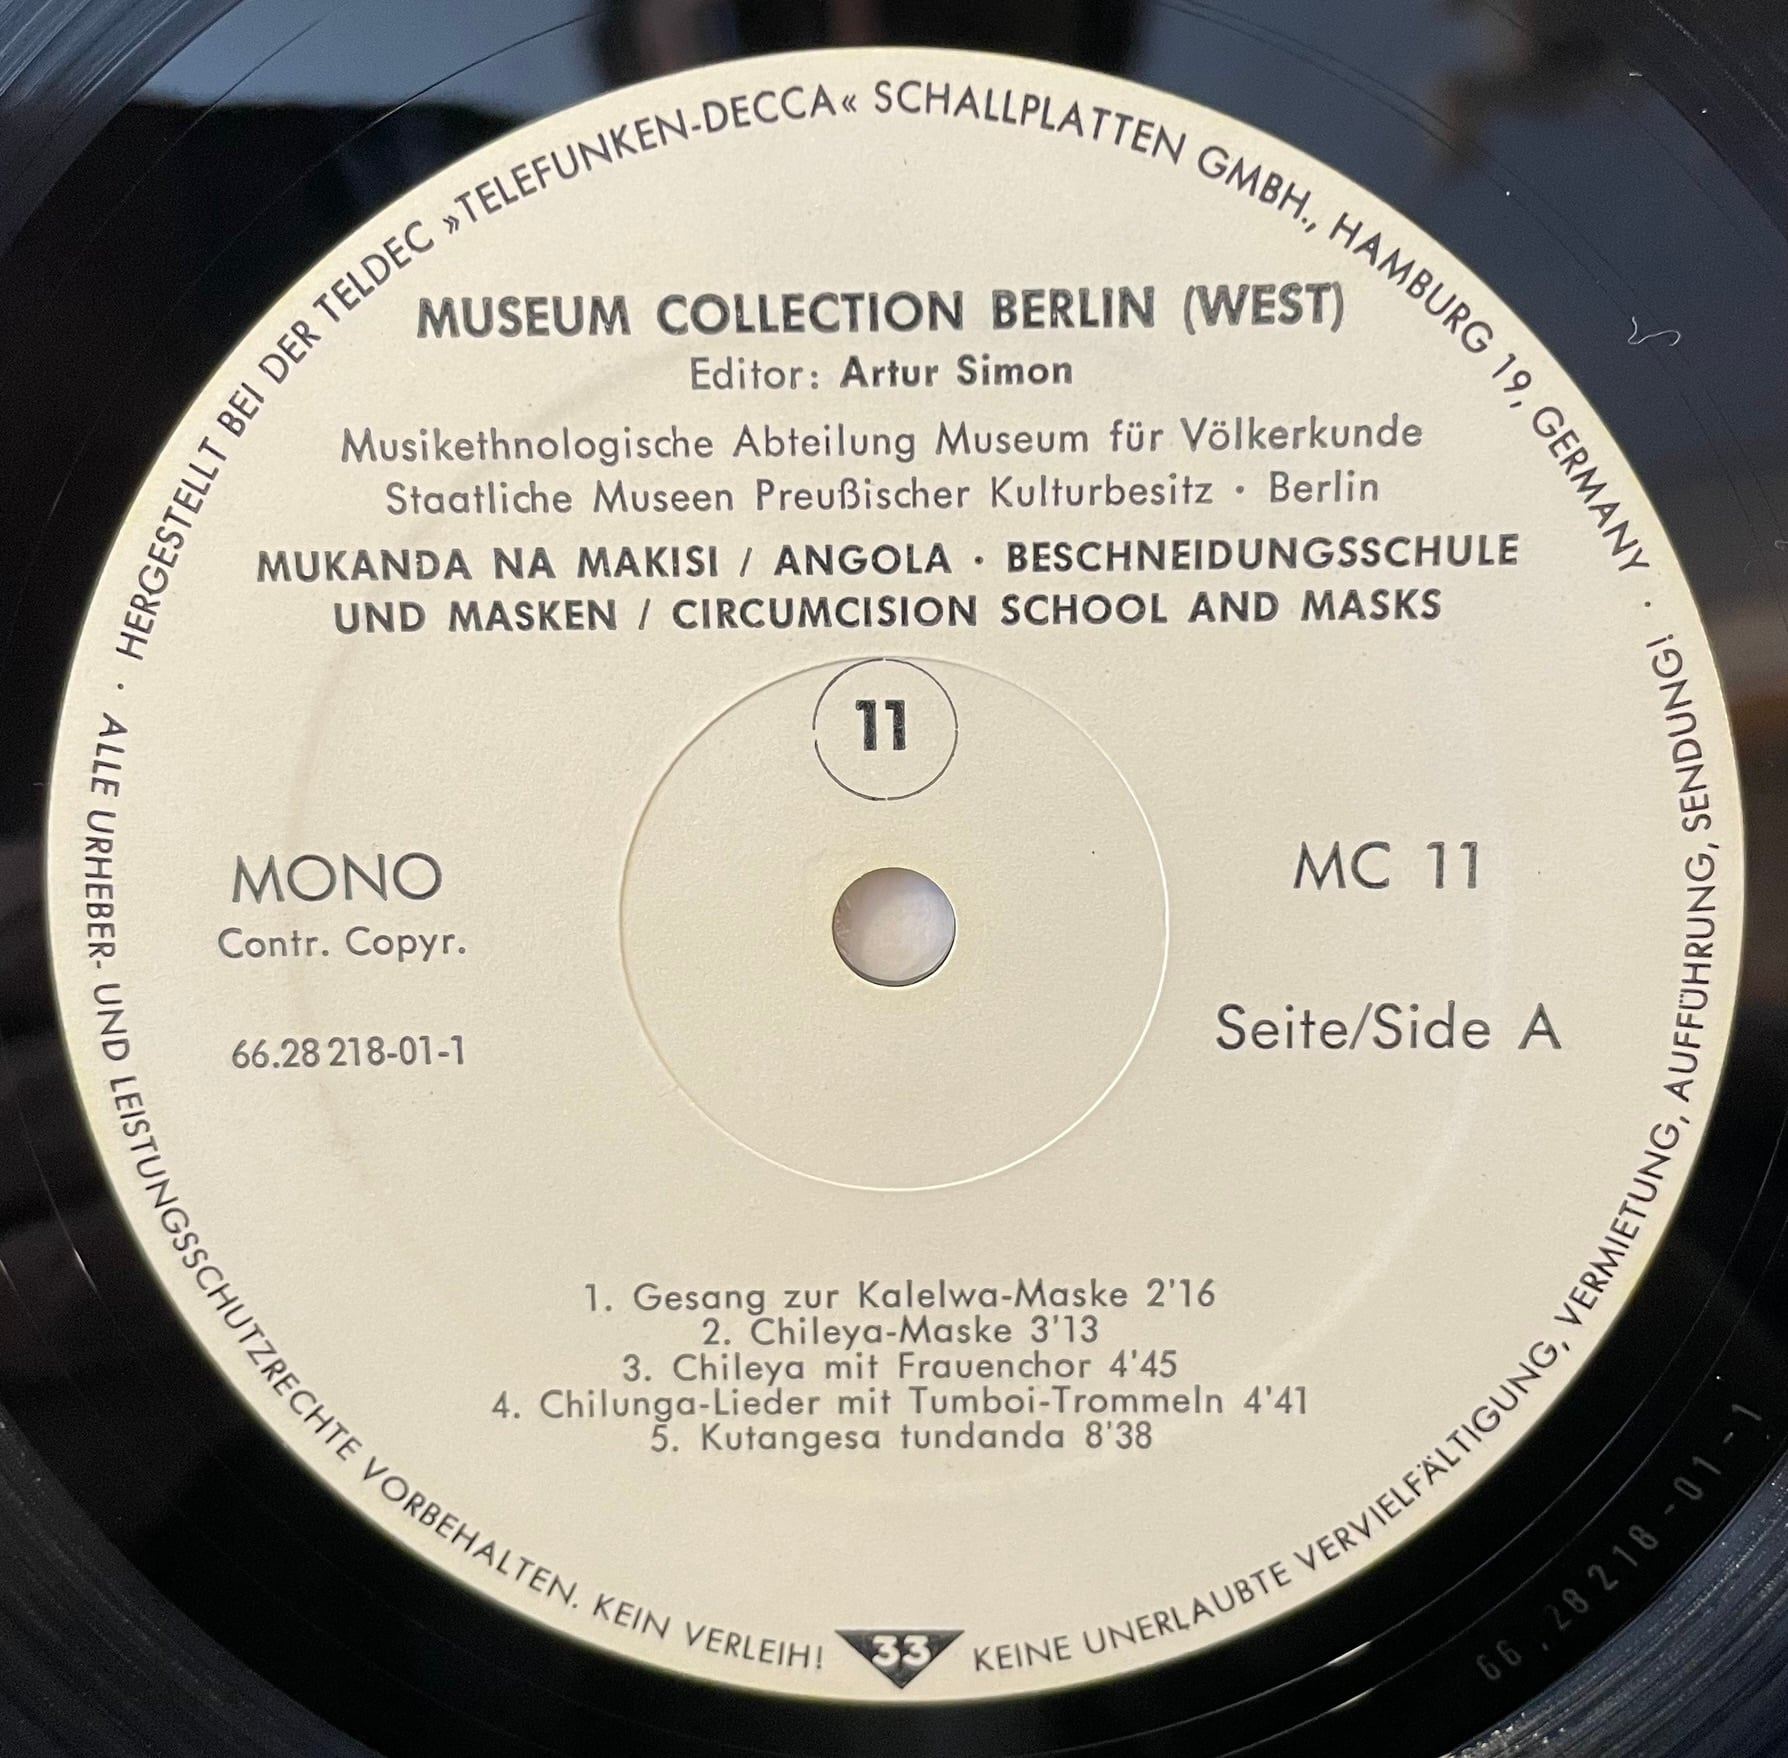 · HERGESTELLT BEI DER TELDEC »TELEFUNKEN-DECCA« SCHALLPLATTEN GMBH., HAMBURG 19, GERMANY ·
MUSEUM COLLECTION BERLIN (WEST)
Editor: Artur Simon
Musikethnologische Abteilung Museum für Völkerkunde
Staatliche Museen Preußischer Kulturbesitz · Berlin
MUKANDA NA MAKISI / ANGOLA · BESCHNEIDUNGSSCHULE
UND MASKEN / CIRCUMCISION SCHOOL AND MASKS
11
MONO
Contr. Copyr.
66.28 218-01-1
MC 11
Seite/Side A
1. Gesang zur Kalelwa-Maske 2'16
2. Chileya-Maske 3'13
3. Chileya mit Frauenchor 4'45
4. Chilunga-Lieder mit Tumboi-Trommeln 4'41
5. Kutangesa tundanda 8'38
ALLE URHEBER- UND LEISTUNGSSCHUTZRECHTE VORBEHALTEN. KEIN VERLEIH!
33
KEINE UNERLAUBTE VERVIELFÄLTIGUNG, VERMIETUNG, AUFFÜHRUNG, SENDUNG!
66.28218-01-1